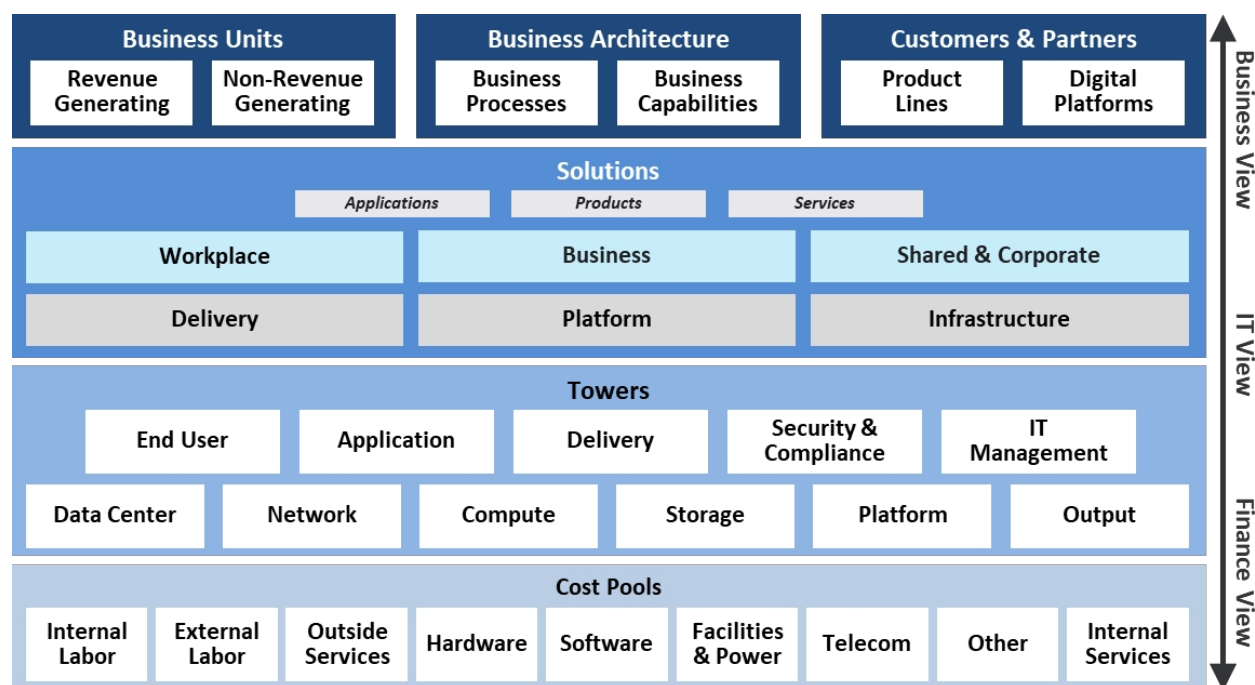 Business Units
Revenue
Generating
Non-Revenue
Generating
Business Architecture
Business
Processes
Business
Capabilities
Customers & Partners
Product
Lines
Digital
Platforms
Solutions
Applications
Products
Services
Workplace
Business
Shared & Corporate
Delivery
Platform
Infrastructure
Towers
End User
Application
Delivery
Security &
Compliance
IT
Management
Data Center
Network
Compute
Storage
Platform
Output
Cost Pools
Internal
Labor
External
Labor
Outside
Services
Hardware
Software
Facilities
& Power
Telecom
Other
Internal
Services
Business View
IT View
Finance View